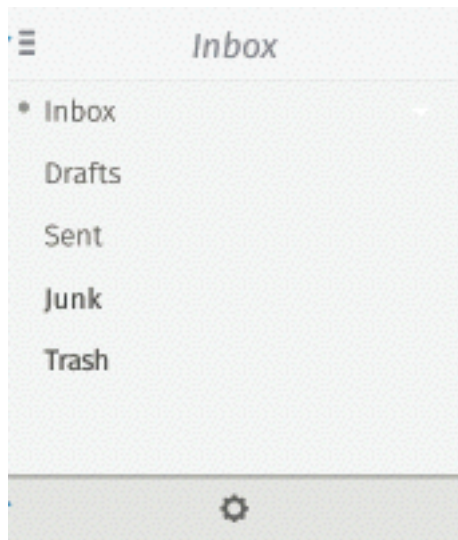 Inbox
Inbox
Drafts
Sent
Junk
Trash